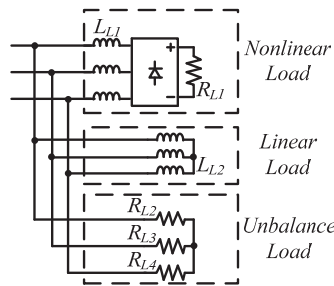 L_{L1}
+
−
R_{L1}
Nonlinear
Load
L_{L2}
Linear
Load
R_{L2}
R_{L3}
R_{L4}
Unbalance
Load